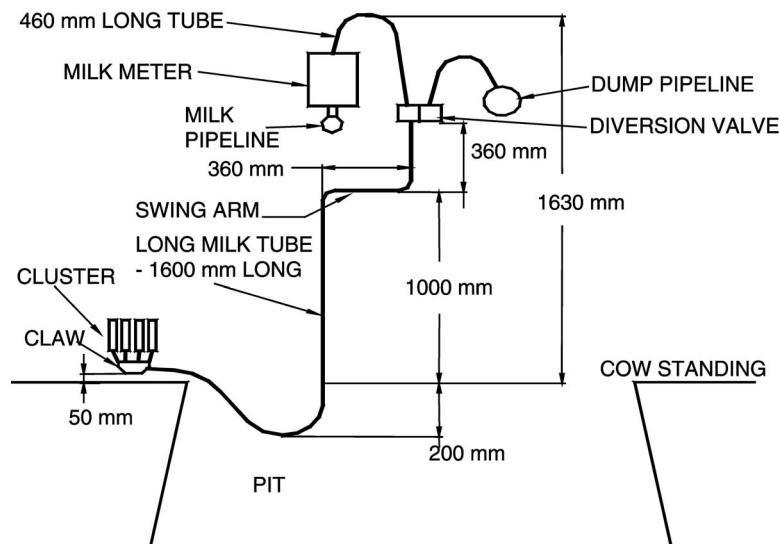 460 mm LONG TUBE
MILK METER
MILK
PIPELINE
360 mm
DUMP PIPELINE
DIVERSION VALVE
360 mm
1630 mm
SWING ARM
LONG MILK TUBE
- 1600 mm LONG
1000 mm
CLUSTER
CLAW
COW STANDING
50 mm
200 mm
PIT